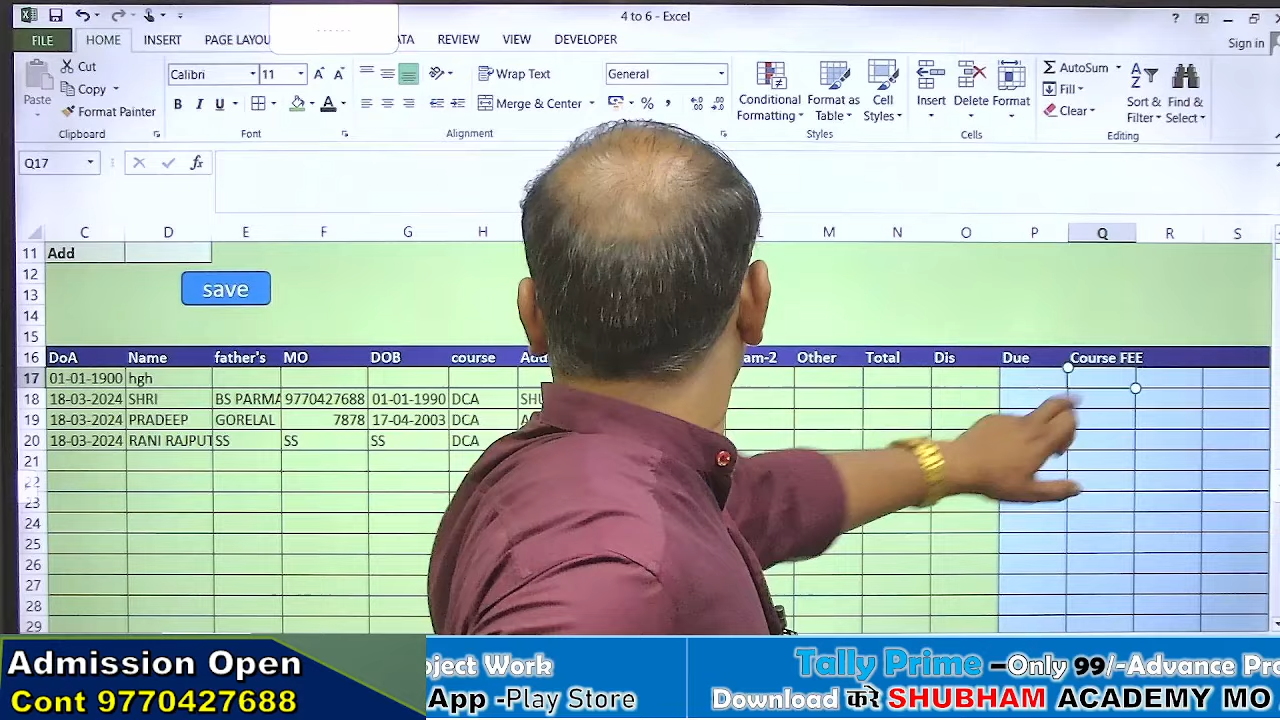 4 to 6 - Excel
FILE HOME INSERT PAGE LAYOU ATA REVIEW VIEW DEVELOPER Sign in
Paste Cut Copy Format Painter Clipboard
Calibri 11 B I U Font
Wrap Text Merge & Center Alignment
General %
Conditional Formatting Format as Table Cell Styles Styles
Insert Delete Format Cells
AutoSum Fill Clear Sort & Filter Find & Select Editing
Q17 fx
C D E F G H L M N O P Q R S
11 Add
12
13 save
14
15
16 DoA Name father's MO DOB course Add am-2 Other Total Dis Due Course FEE
17 01-01-1900 hgh
18 18-03-2024 SHRI BS PARMA 9770427688 01-01-1990 DCA SHU
19 18-03-2024 PRADEEP GORELAL 7878 17-04-2003 DCA A
20 18-03-2024 RANI RAJPUT SS SS SS DCA
21
22
23
24
25
26
27
28
29
Admission Open
Cont 9770427688
oject Work
App -Play Store
Tally Prime –Only 99/-Advance Pro
Download करे SHUBHAM ACADEMY MO